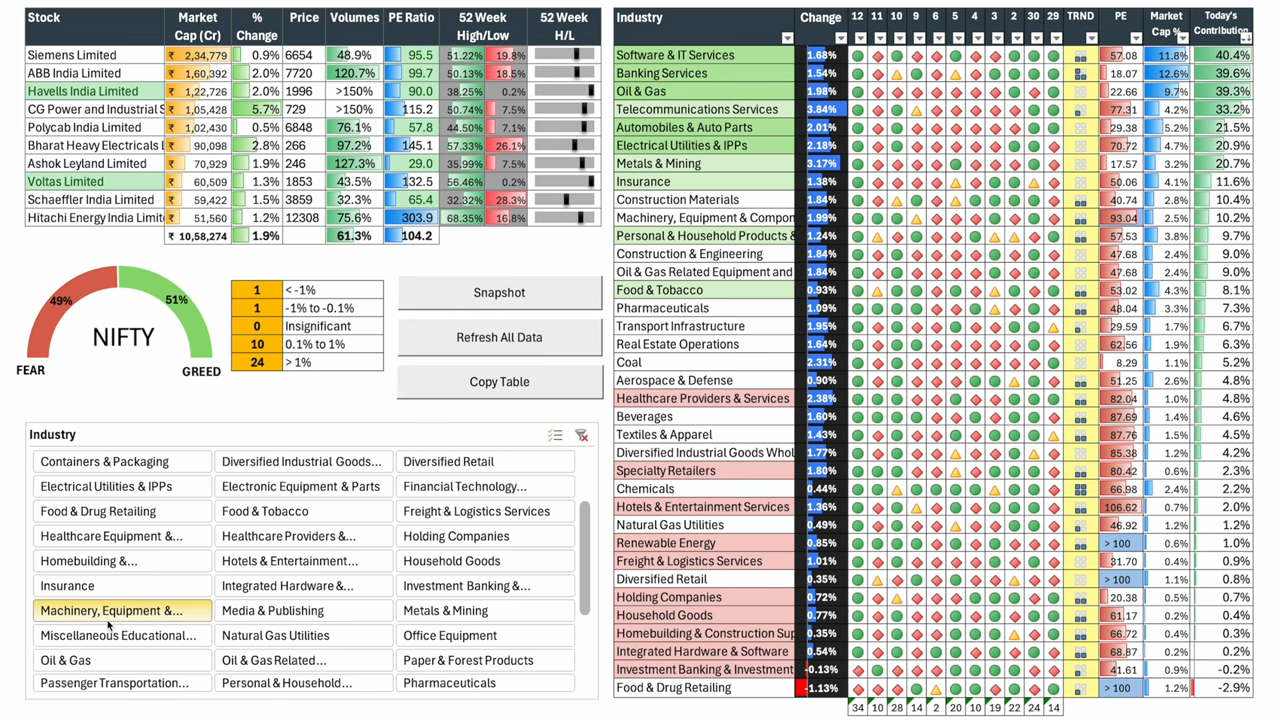 Stock Market Cap (Cr) % Change Price Volumes PE Ratio 52 Week High/Low 52 Week H/L
Siemens Limited ₹ 2,34,779 0.9% 6654 48.9% 95.5 51.22% 19.8%
ABB India Limited ₹ 1,60,392 2.0% 7720 120.7% 99.7 50.13% 18.5%
Havells India Limited ₹ 1,22,726 2.0% 1996 >150% 90.0 38.25% 0.2%
CG Power and Industrial S ₹ 1,05,428 5.7% 729 >150% 115.2 50.74% 7.5%
Polycab India Limited ₹ 1,02,430 0.5% 6848 76.1% 57.8 44.50% 7.1%
Bharat Heavy Electricals L ₹ 90,098 2.8% 266 97.2% 145.1 57.33% 26.1%
Ashok Leyland Limited ₹ 70,929 1.9% 246 127.3% 29.0 35.99% 7.5%
Voltas Limited ₹ 60,509 1.3% 1853 43.5% 132.5 56.46% 0.2%
Schaeffler India Limited ₹ 59,422 1.5% 3859 32.3% 65.4 32.32% 28.3%
Hitachi Energy India Limit ₹ 51,560 1.2% 12308 75.6% 303.9 68.35% 16.8%
₹ 10,58,274 1.9% 61.3% 104.2
49% 51%
NIFTY
FEAR GREED
1 < -1%
1 -1% to -0.1%
0 Insignificant
10 0.1% to 1%
24 > 1%
Snapshot
Refresh All Data
Copy Table
Industry
Containers & Packaging Diversified Industrial Goods... Diversified Retail
Electrical Utilities & IPPs Electronic Equipment & Parts Financial Technology...
Food & Drug Retailing Food & Tobacco Freight & Logistics Services
Healthcare Equipment &... Healthcare Providers &... Holding Companies
Homebuilding &... Hotels & Entertainment... Household Goods
Insurance Integrated Hardware &... Investment Banking &...
Machinery, Equipment &... Media & Publishing Metals & Mining
Miscellaneous Educational... Natural Gas Utilities Office Equipment
Oil & Gas Oil & Gas Related... Paper & Forest Products
Passenger Transportation... Personal & Household... Pharmaceuticals
Industry Change 12 11 10 9 6 5 4 3 2 30 29 TRND PE Market Cap % Today's Contribution
Software & IT Services 1.68% 57.08 11.8% 40.4%
Banking Services 1.54% 18.07 12.6% 39.6%
Oil & Gas 1.98% 22.66 9.7% 39.3%
Telecommunications Services 3.84% 77.31 4.2% 33.2%
Automobiles & Auto Parts 2.01% 29.38 5.2% 21.5%
Electrical Utilities & IPPs 2.18% 70.72 4.7% 20.9%
Metals & Mining 3.17% 17.57 3.2% 20.7%
Insurance 1.38% 50.06 4.1% 11.6%
Construction Materials 1.84% 40.74 2.8% 10.4%
Machinery, Equipment & Compon 1.99% 93.04 2.5% 10.2%
Personal & Household Products & 1.24% 57.53 3.8% 9.7%
Construction & Engineering 1.84% 47.68 2.4% 9.0%
Oil & Gas Related Equipment and 1.84% 47.68 2.4% 9.0%
Food & Tobacco 0.93% 53.02 4.3% 8.1%
Pharmaceuticals 1.09% 48.04 3.3% 7.3%
Transport Infrastructure 1.95% 29.59 1.7% 6.7%
Real Estate Operations 1.64% 62.56 1.9% 6.3%
Coal 2.31% 8.29 1.1% 5.2%
Aerospace & Defense 0.90% 51.25 2.6% 4.8%
Healthcare Providers & Services 2.38% 82.04 1.0% 4.8%
Beverages 1.60% 87.69 1.4% 4.6%
Textiles & Apparel 1.43% 87.76 1.5% 4.5%
Diversified Industrial Goods Whol 1.77% 85.38 1.2% 4.2%
Specialty Retailers 1.80% 80.42 0.6% 2.3%
Chemicals 0.44% 66.98 2.4% 2.2%
Hotels & Entertainment Services 1.36% 106.62 0.7% 2.0%
Natural Gas Utilities 0.49% 46.92 1.2% 1.2%
Renewable Energy 0.85% > 100 0.6% 1.0%
Freight & Logistics Services 1.01% 31.70 0.4% 0.9%
Diversified Retail 0.35% > 100 1.1% 0.8%
Holding Companies 0.72% 20.38 0.5% 0.7%
Household Goods 0.77% 61.17 0.2% 0.4%
Homebuilding & Construction Sup 0.35% 66.72 0.4% 0.3%
Integrated Hardware & Software 0.54% 68.87 0.2% 0.2%
Investment Banking & Investment -0.13% 41.61 0.9% -0.2%
Food & Drug Retailing -1.13% > 100 1.2% -2.9%
34 10 28 14 2 20 10 19 22 24 14